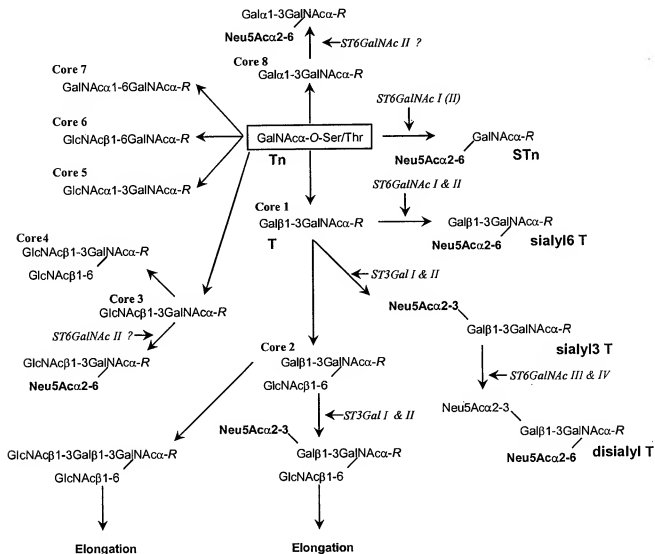 Galα1-3GalNAcα-R
Neu5Acα2-6
ST6GalNAc II ?
Core 8
Galα1-3GalNAcα-R
Core 7
GalNAcα1-6GalNAcα-R
Core 6
GlcNAcβ1-6GalNAcα-R
Core 5
GlcNAcα1-3GalNAcα-R
GalNAcα-O-Ser/Thr
Tn
ST6GalNAc I (II)
GalNAcα-R
Neu5Acα2-6
STn
ST6GalNAc I & II
Core 1
Galβ1-3GalNAcα-R
T
Galβ1-3GalNAcα-R
Neu5Acα2-6
sialyl6 T
Core4
GlcNAcβ1-3GalNAcα-R
GlcNAcβ1-6
Core 3
GlcNAcβ1-3GalNAcα-R
ST6GalNAc II ?
GlcNAcβ1-3GalNAcα-R
Neu5Acα2-6
ST3Gal I & II
Neu5Acα2-3
Galβ1-3GalNAcα-R
sialyl3 T
ST6GalNAc III & IV
Core 2
Galβ1-3GalNAcα-R
GlcNAcβ1-6
ST3Gal I & II
Neu5Acα2-3
Galβ1-3GalNAcα-R
GlcNAcβ1-6
Neu5Acα2-3
Galβ1-3GalNAcα-R
Neu5Acα2-6
disialyl T
GlcNAcβ1-3Galβ1-3GalNAcα-R
GlcNAcβ1-6
Elongation
Elongation